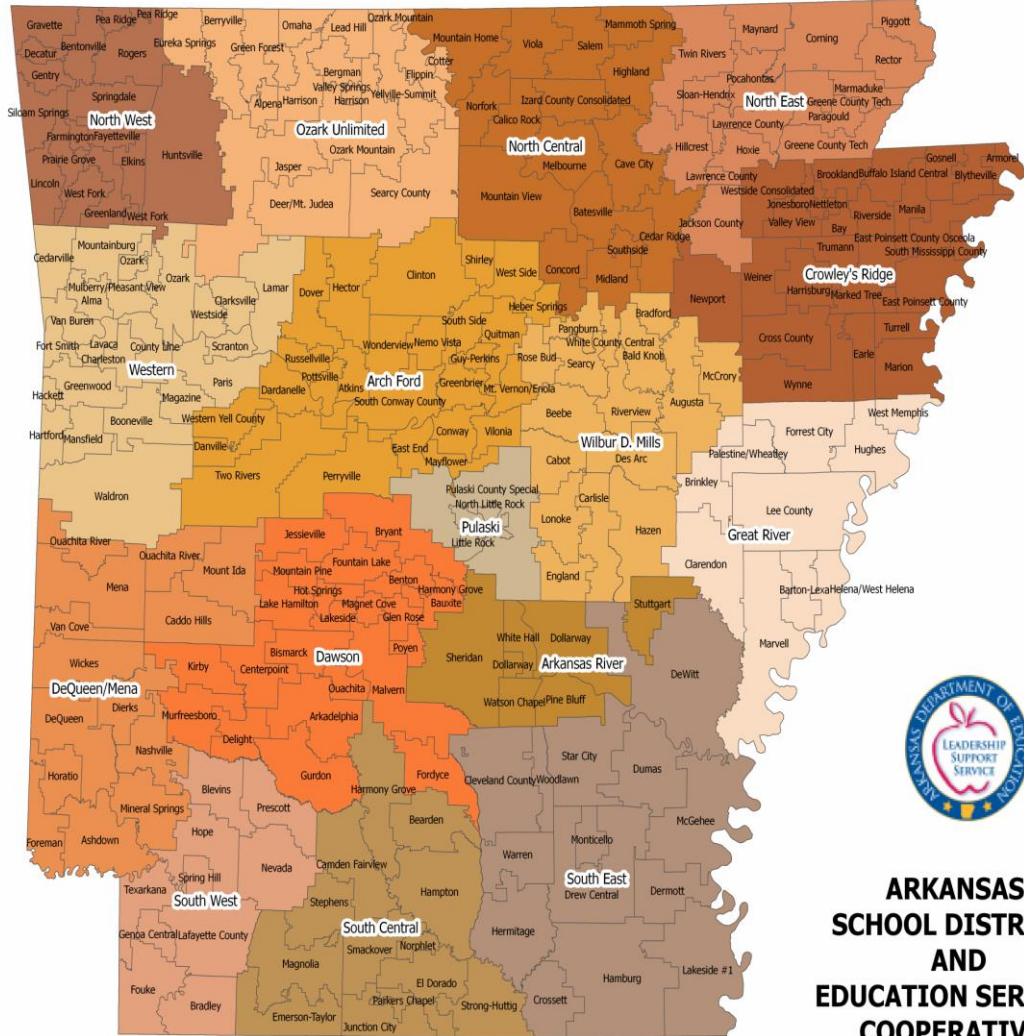 Gravette
Pea Ridge
Pea Ridge
Decatur
Bentonville
Rogers
Gentry
Springdale
Siloam Springs
North West
Farmington
Fayetteville
Prairie Grove
Elkins
Huntsville
Lincoln
West Fork
Greenland
West Fork
Berryville
Omaha
Lead Hill
Ozark Mountain
Eureka Springs
Green Forest
Cotter
Bergman
Flippin
Valley Springs
Alpena
Harrison
Harrison
Yellville-Summit
Ozark Unlimited
Ozark Mountain
Jasper
Deer/Mt. Judea
Searcy County
Mountain Home
Viola
Salem
Mammoth Spring
Highland
Norfork
Izard County Consolidated
Calico Rock
North Central
Melbourne
Cave City
Mountain View
Batesville
Cedar Ridge
Southside
Concord
Midland
Maynard
Corning
Piggott
Twin Rivers
Rector
Pocahontas
Sloan-Hendrix
Marmaduke
North East
Greene County Tech
Paragould
Lawrence County
Hillcrest
Hoxie
Greene County Tech
Lawrence County
Jackson County
Gosnell
Armorel
Brookland
Buffalo Island Central
Blytheville
Westside Consolidated
Jonesboro
Nettleton
Manila
Valley View
Riverside
Bay
East Poinsett County
Osceola
Trumann
South Mississippi County
Weiner
Crowley's Ridge
Harrisburg
Marked Tree
East Poinsett County
Newport
Cross County
Turrell
Earle
Marion
Wynne
Mountainburg
Cedarville
Ozark
Ozark
Lamar
Mulberry/Pleasant View
Alma
Clarksville
Westside
Van Buren
Fort Smith
Lavaca
County Line
Scranton
Charleston
Western
Greenwood
Paris
Hackett
Magazine
Booneville
Hartford
Mansfield
Waldron
Clinton
Shirley
West Side
Dover
Hector
Heber Springs
South Side
Wonderview
Nemo Vista
Quitman
Russellville
Guy-Perkins
Pottsville
Dardanelle
Atkins
Arch Ford
Greenbrier
Mt. Vernon/Enola
South Conway County
Western Yell County
Danville
Conway
Vilonia
East End
Mayflower
Two Rivers
Perryville
Bradford
Pangburn
White County Central
Rose Bud
Searcy
Bald Knob
McCrory
Augusta
Beebe
Riverview
Wilbur D. Mills
Cabot
Des Arc
Carlisle
Lonoke
Hazen
England
West Memphis
Forrest City
Palestine/Wheatley
Hughes
Brinkley
Lee County
Great River
Clarendon
Barton-Lexa
Helena/West Helena
Marvell
Pulaski County Special
North Little Rock
Pulaski
Little Rock
Ouachita River
Ouachita River
Mena
Mount Ida
Van Cove
Caddo Hills
Wickes
DeQueen/Mena
DeQueen
Dierks
Nashville
Horatio
Mineral Springs
Foreman
Ashdown
Jessieville
Bryant
Fountain Lake
Mountain Pine
Benton
Hot Springs
Harmony Grove
Lake Hamilton
Magnet Cove
Bauxite
Lakeside
Glen Rose
Bismarck
Poyen
Kirby
Centerpoint
Dawson
Ouachita
Malvern
Murfreesboro
Arkadelphia
Delight
Gurdon
Fordyce
Stuttgart
White Hall
Dollarway
Sheridan
Dollarway
Arkansas River
Watson Chapel
Pine Bluff
DeWitt
Star City
Cleveland County
Woodlawn
Dumas
McGehee
Monticello
Warren
South East
Drew Central
Dermott
Hermitage
Hamburg
Lakeside #1
Crossett
Blevins
Prescott
Hope
Nevada
Spring Hill
Texarkana
South West
Genoa Central
Lafayette County
Fouke
Bradley
Harmony Grove
Bearden
Camden Fairview
Hampton
Stephens
South Central
Smackover
Norphlet
Magnolia
El Dorado
Parkers Chapel
Strong-Huttig
Emerson-Taylor
Junction City
ARKANSAS DEPARTMENT OF EDUCATION
LEADERSHIP
SUPPORT
SERVICE
ARKANSAS
SCHOOL DISTR
AND
EDUCATION SER
COOPERATIV